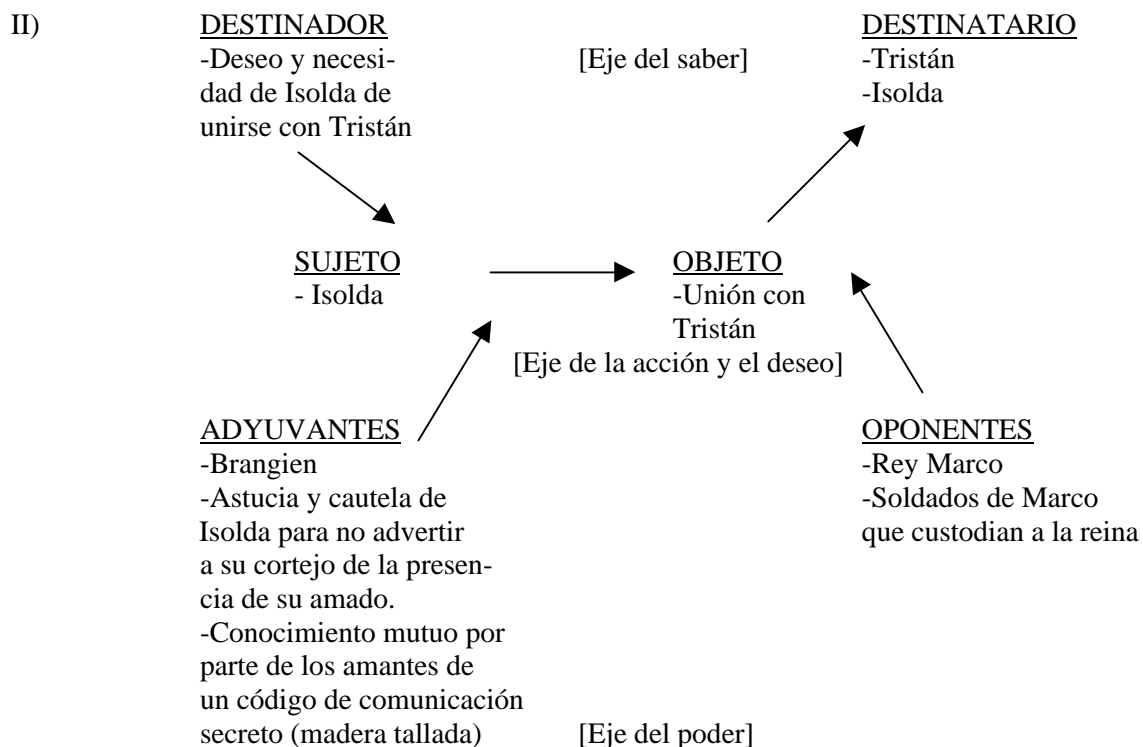 II) DESTINADOR DESTINATARIO
-Deseo y necesi- [Eje del saber] -Tristán
dad de Isolda de -Isolda
unirse con Tristán
SUJETO OBJETO
- Isolda -Unión con
Tristán
[Eje de la acción y el deseo]
ADYUVANTES OPONENTES
-Brangien -Rey Marco
-Astucia y cautela de -Soldados de Marco
Isolda para no advertir que custodian a la reina
a su cortejo de la presen-
cia de su amado.
-Conocimiento mutuo por
parte de los amantes de
un código de comunicación
secreto (madera tallada) [Eje del poder]